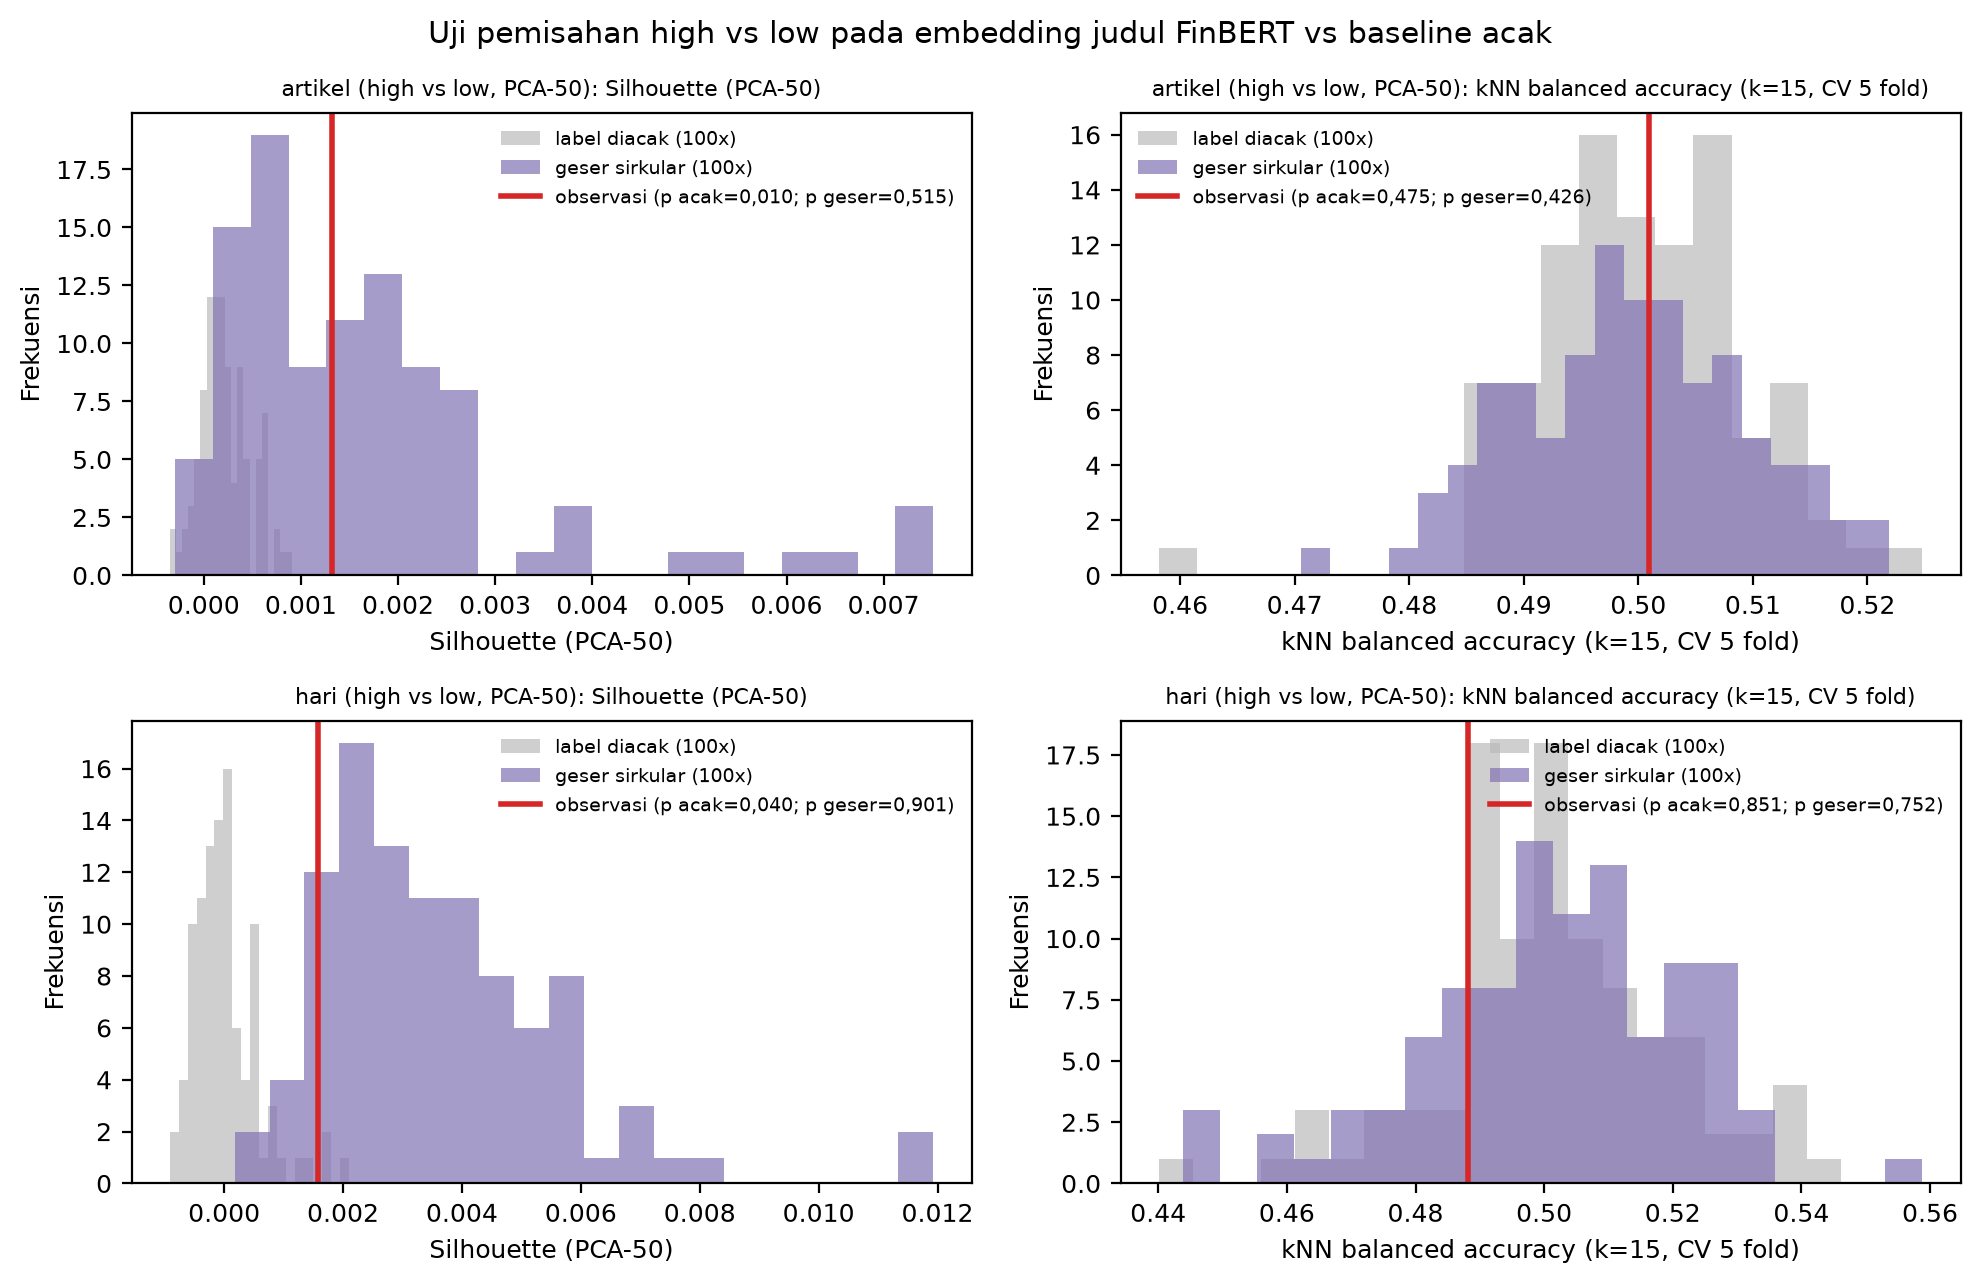 Uji pemisahan high vs low pada embedding judul FinBERT vs baseline acak
artikel (high vs low, PCA-50): Silhouette (PCA-50)
label diacak (100x)
geser sirkular (100x)
observasi (p acak=0,010; p geser=0,515)
Frekuensi
17.5
15.0
12.5
10.0
7.5
5.0
2.5
0.0
0.000 0.001 0.002 0.003 0.004 0.005 0.006 0.007
Silhouette (PCA-50)
artikel (high vs low, PCA-50): kNN balanced accuracy (k=15, CV 5 fold)
label diacak (100x)
geser sirkular (100x)
observasi (p acak=0,475; p geser=0,426)
Frekuensi
16
14
12
10
8
6
4
2
0
0.46 0.47 0.48 0.49 0.50 0.51 0.52
kNN balanced accuracy (k=15, CV 5 fold)
hari (high vs low, PCA-50): Silhouette (PCA-50)
label diacak (100x)
geser sirkular (100x)
observasi (p acak=0,040; p geser=0,901)
Frekuensi
16
14
12
10
8
6
4
2
0
0.000 0.002 0.004 0.006 0.008 0.010 0.012
Silhouette (PCA-50)
hari (high vs low, PCA-50): kNN balanced accuracy (k=15, CV 5 fold)
label diacak (100x)
geser sirkular (100x)
observasi (p acak=0,851; p geser=0,752)
Frekuensi
17.5
15.0
12.5
10.0
7.5
5.0
2.5
0.0
0.44 0.46 0.48 0.50 0.52 0.54 0.56
kNN balanced accuracy (k=15, CV 5 fold)